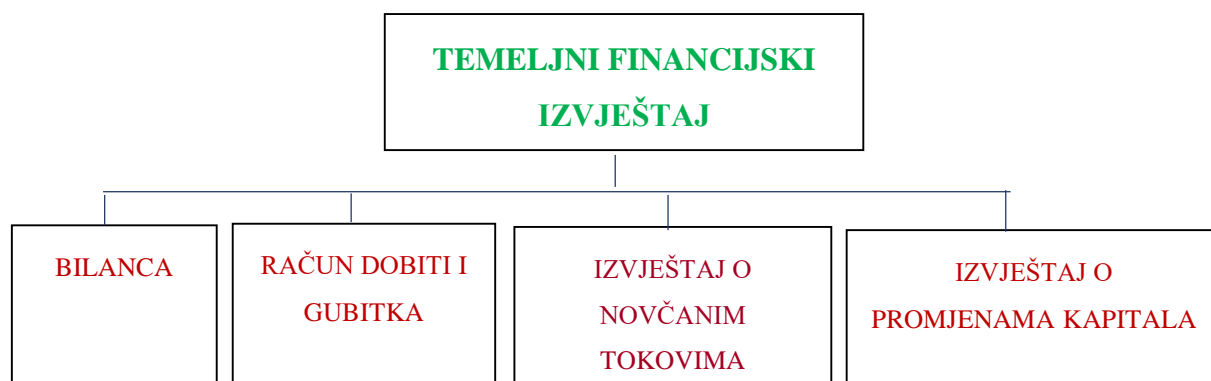 TEMELJNI FINANCIJSKI
IZVJEŠTAJ
BILANCA
RAČUN DOBITI I
GUBITKA
IZVJEŠTAJ O
NOVČANIM
TOKOVIMA
IZVJEŠTAJ O
PROMJENAMA KAPITALA